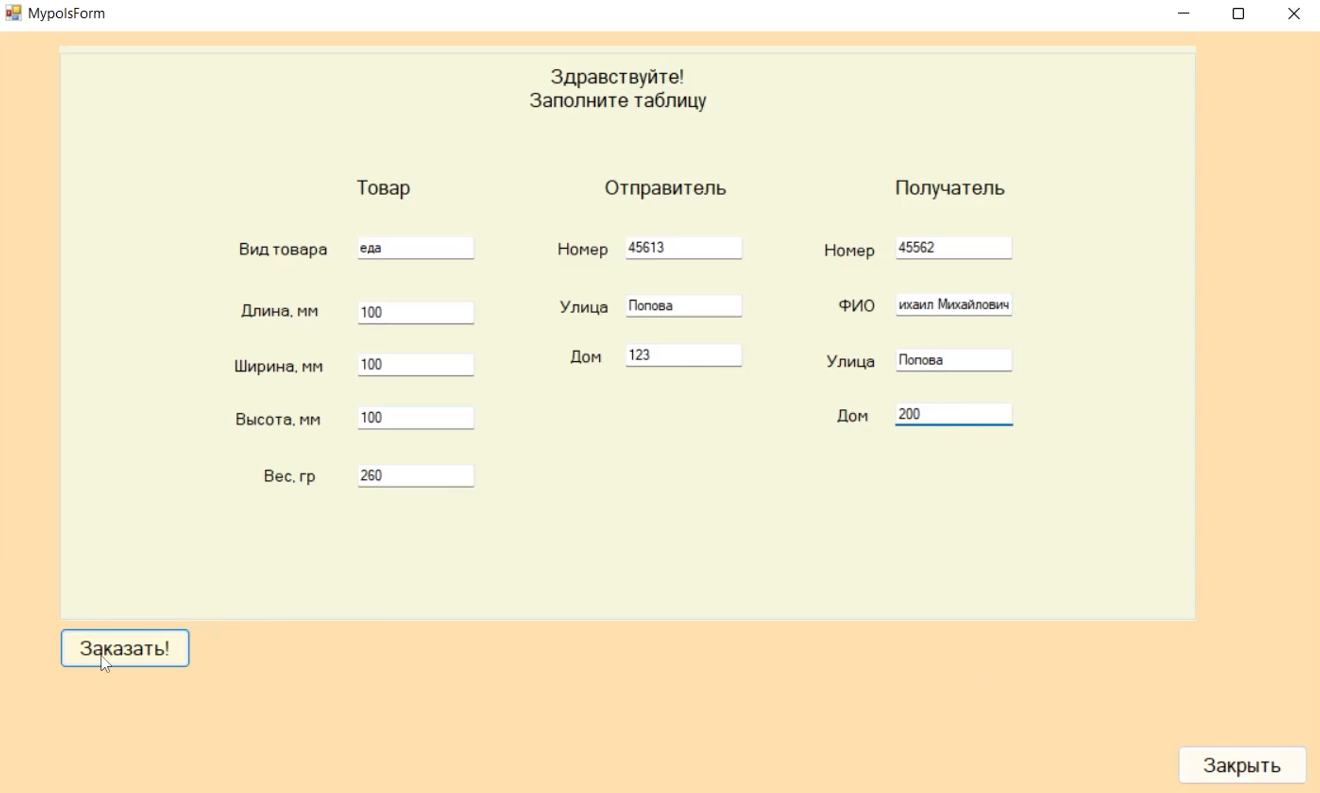 MypolsForm
Здравствуйте!
Заполните таблицу
Товар
Отправитель
Получатель
Вид товара
еда
Номер
45613
Номер
45562
Длина, мм
100
Улица
Попова
ФИО
ихаил Михайлович
Ширина, мм
100
Дом
123
Улица
Попова
Высота, мм
100
Дом
200
Вес, гр
260
Заказать!
Закрыть